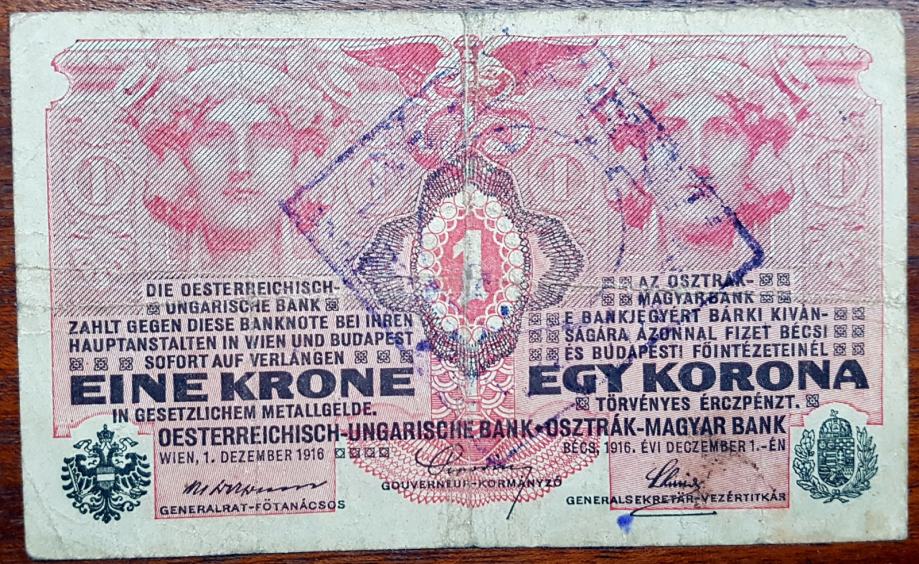 1
1
1
DIE OESTERREICHISCH-
UNGARISCHE BANK
ZAHLT GEGEN DIESE BANKNOTE BEI IHREN
HAUPTANSTALTEN IN WIEN UND BUDAPEST
SOFORT AUF VERLANGEN
EINE KRONE
IN GESETZLICHEM METALLGELDE.
AZ OSZTRÁK-
MAGYAR BANK
E BANKJEGYÉRT BÁRKI KIVÁN-
SÁGÁRA AZONNAL FIZET BÉCSI
ÉS BUDAPESTI FŐINTÉZETEINÉL
EGY KORONA
TÖRVÉNYES ÉRCZPÉNZT.
OESTERREICHISCH-UNGARISCHE BANK•OSZTRÁK-MAGYAR BANK
WIEN, 1. DEZEMBER 1916
BÉCS, 1916. ÉVI DECZEMBER 1.-ÉN
GENERALRAT-FŐTANÁCSOS
GOUVERNEUR-KORMÁNYZÓ
GENERALSEKRETÄR-VEZÉRTITKÁR